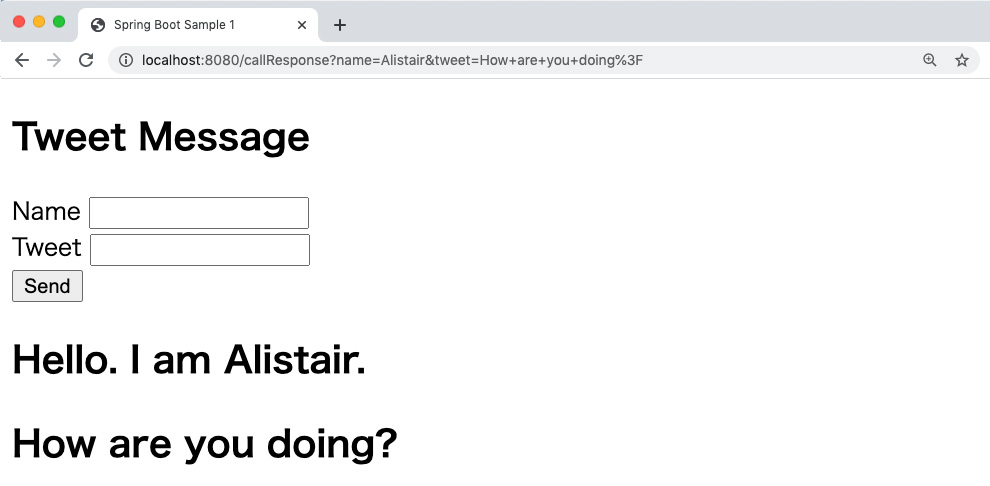 Spring Boot Sample 1
localhost:8080/callResponse?name=Alistair&tweet=How+are+you+doing%3F
Tweet Message
Name
Tweet
Send
Hello. I am Alistair.
How are you doing?